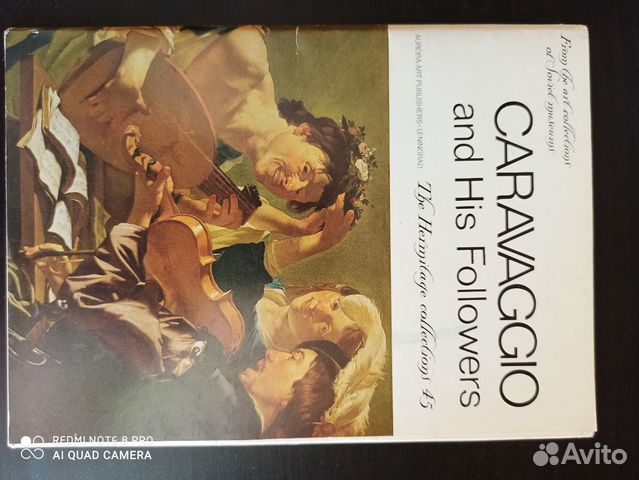 From the art collections
of Soviet museums
CARAVAGGIO
and His Followers
The Hermitage collections 45
AURORA ART PUBLISHERS·LENINGRAD
REDMI NOTE 8 PRO
AI QUAD CAMERA
Avito